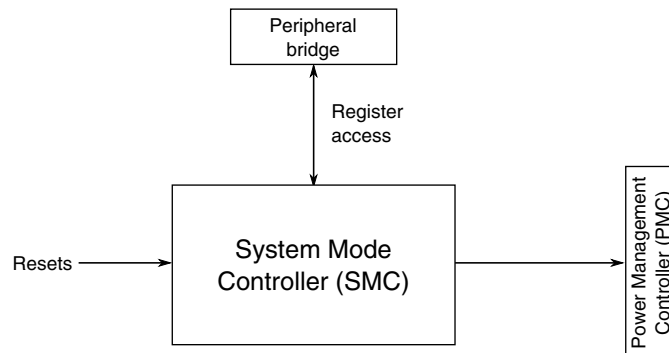 Peripheral
bridge
Register
access
Resets
System Mode
Controller (SMC)
Power Management
Controller (PMC)